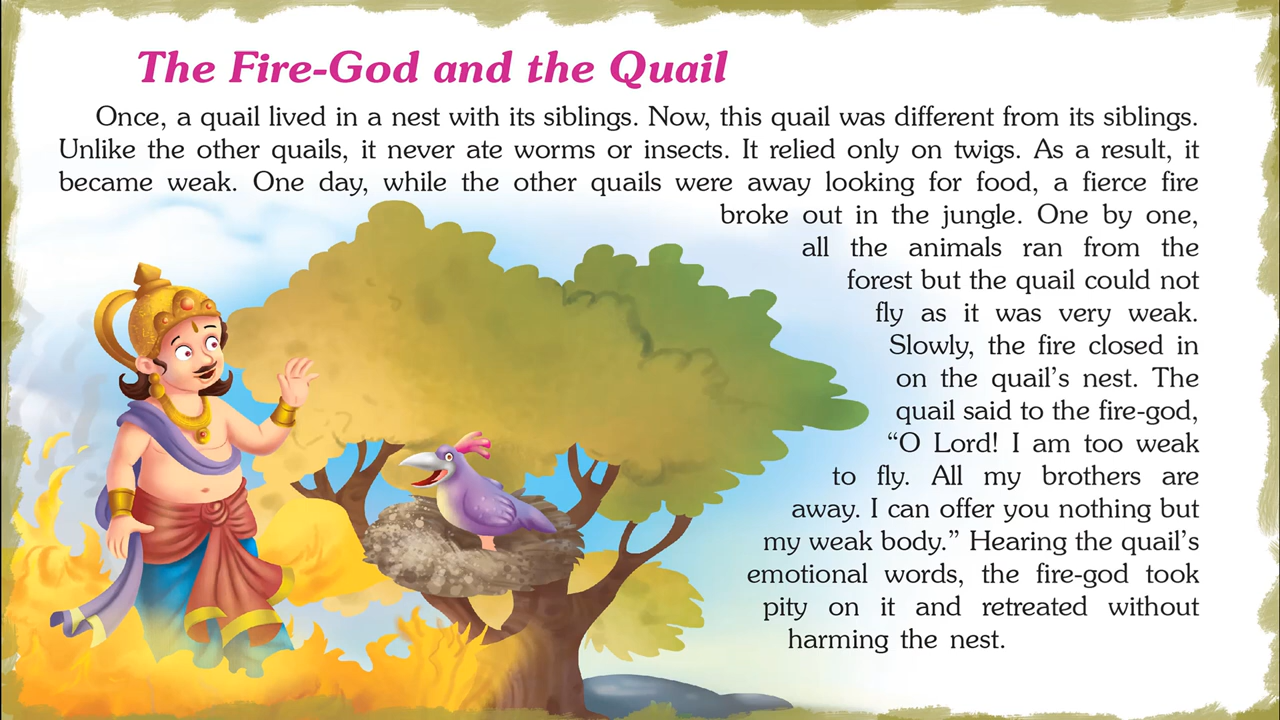 The Fire-God and the Quail
Once, a quail lived in a nest with its siblings. Now, this quail was different from its siblings.
Unlike the other quails, it never ate worms or insects. It relied only on twigs. As a result, it
became weak. One day, while the other quails were away looking for food, a fierce fire
broke out in the jungle. One by one,
all the animals ran from the
forest but the quail could not
fly as it was very weak.
Slowly, the fire closed in
on the quail’s nest. The
quail said to the fire-god,
“O Lord! I am too weak
to fly. All my brothers are
away. I can offer you nothing but
my weak body.” Hearing the quail’s
emotional words, the fire-god took
pity on it and retreated without
harming the nest.